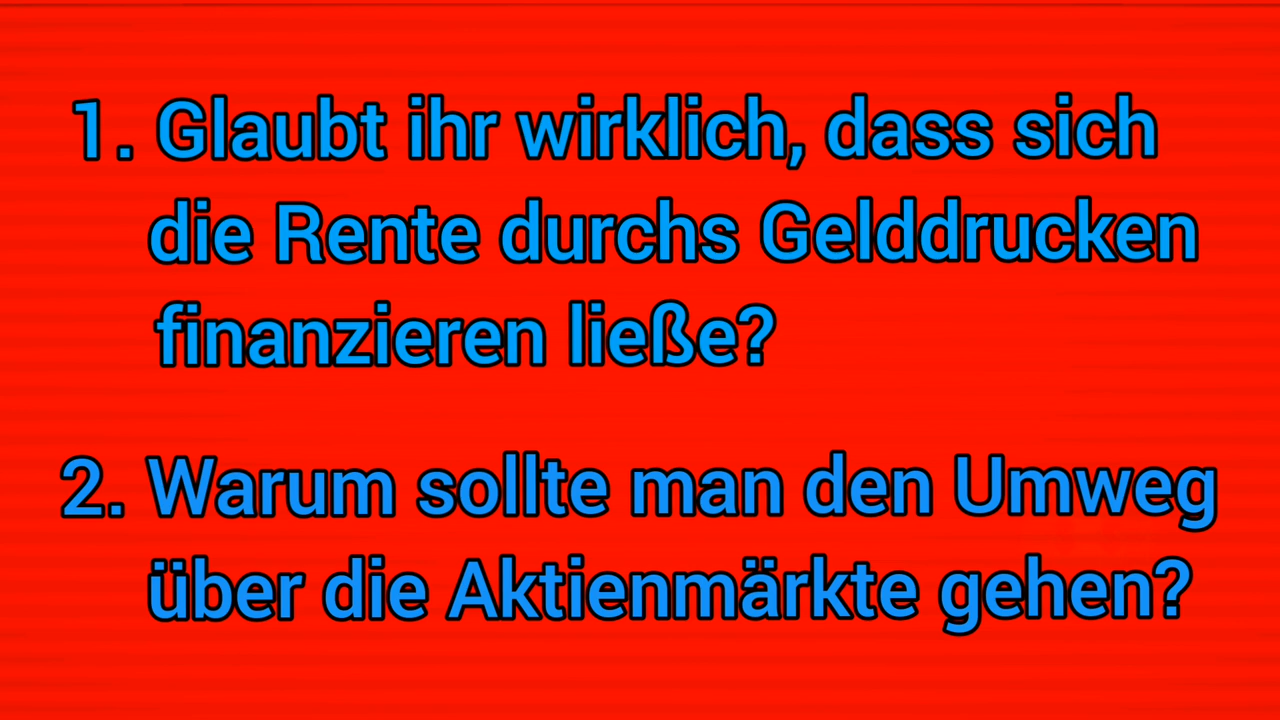 1. Glaubt ihr wirklich, dass sich
die Rente durchs Gelddrucken
finanzieren ließe?
2. Warum sollte man den Umweg
über die Aktienmärkte gehen?